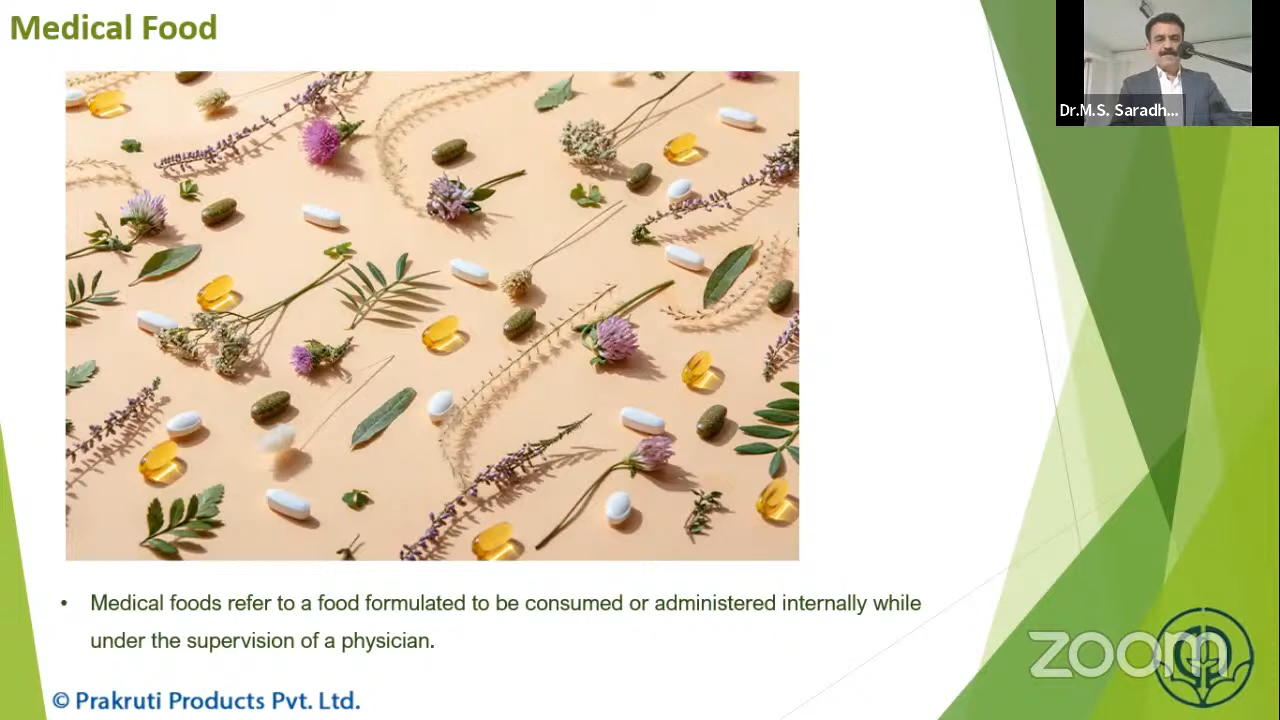 Medical Food
Dr.M.S. Saradh...
• Medical foods refer to a food formulated to be consumed or administered internally while
under the supervision of a physician.
© Prakruti Products Pvt. Ltd.
zoom